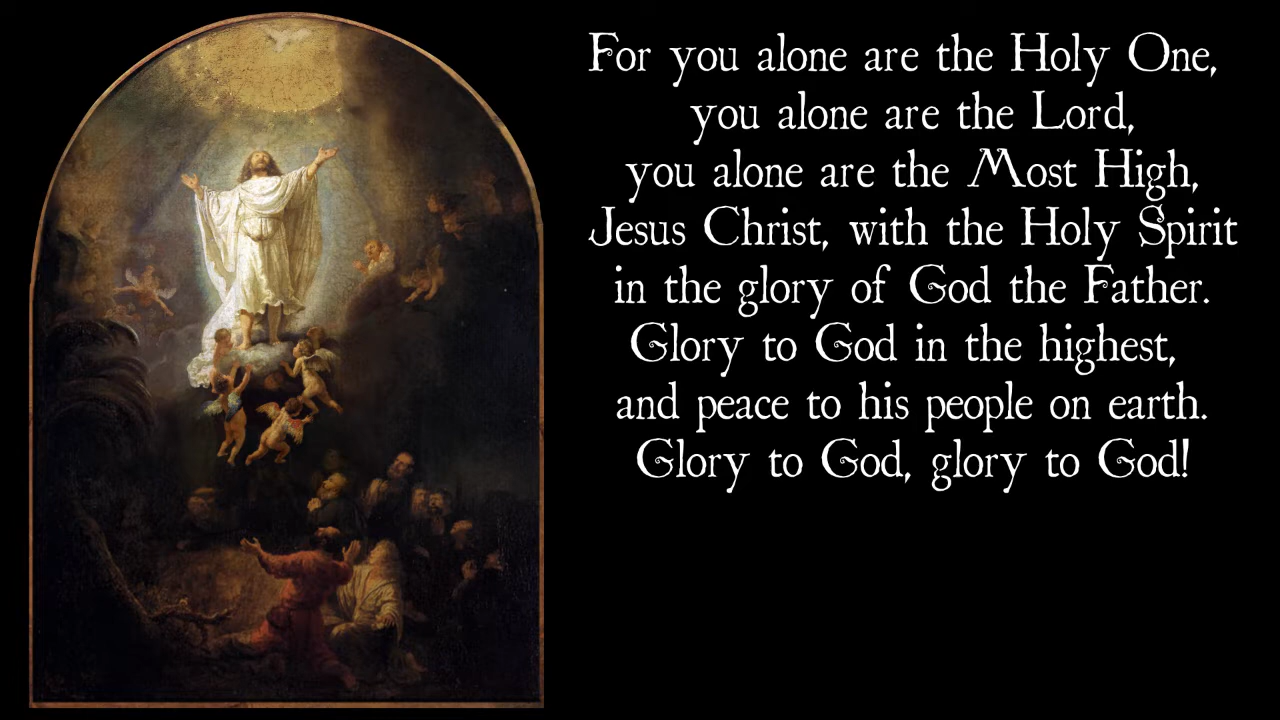 For you alone are the Holy One,
you alone are the Lord,
you alone are the Most High,
Jesus Christ, with the Holy Spirit
in the glory of God the Father.
Glory to God in the highest,
and peace to his people on earth.
Glory to God, glory to God!